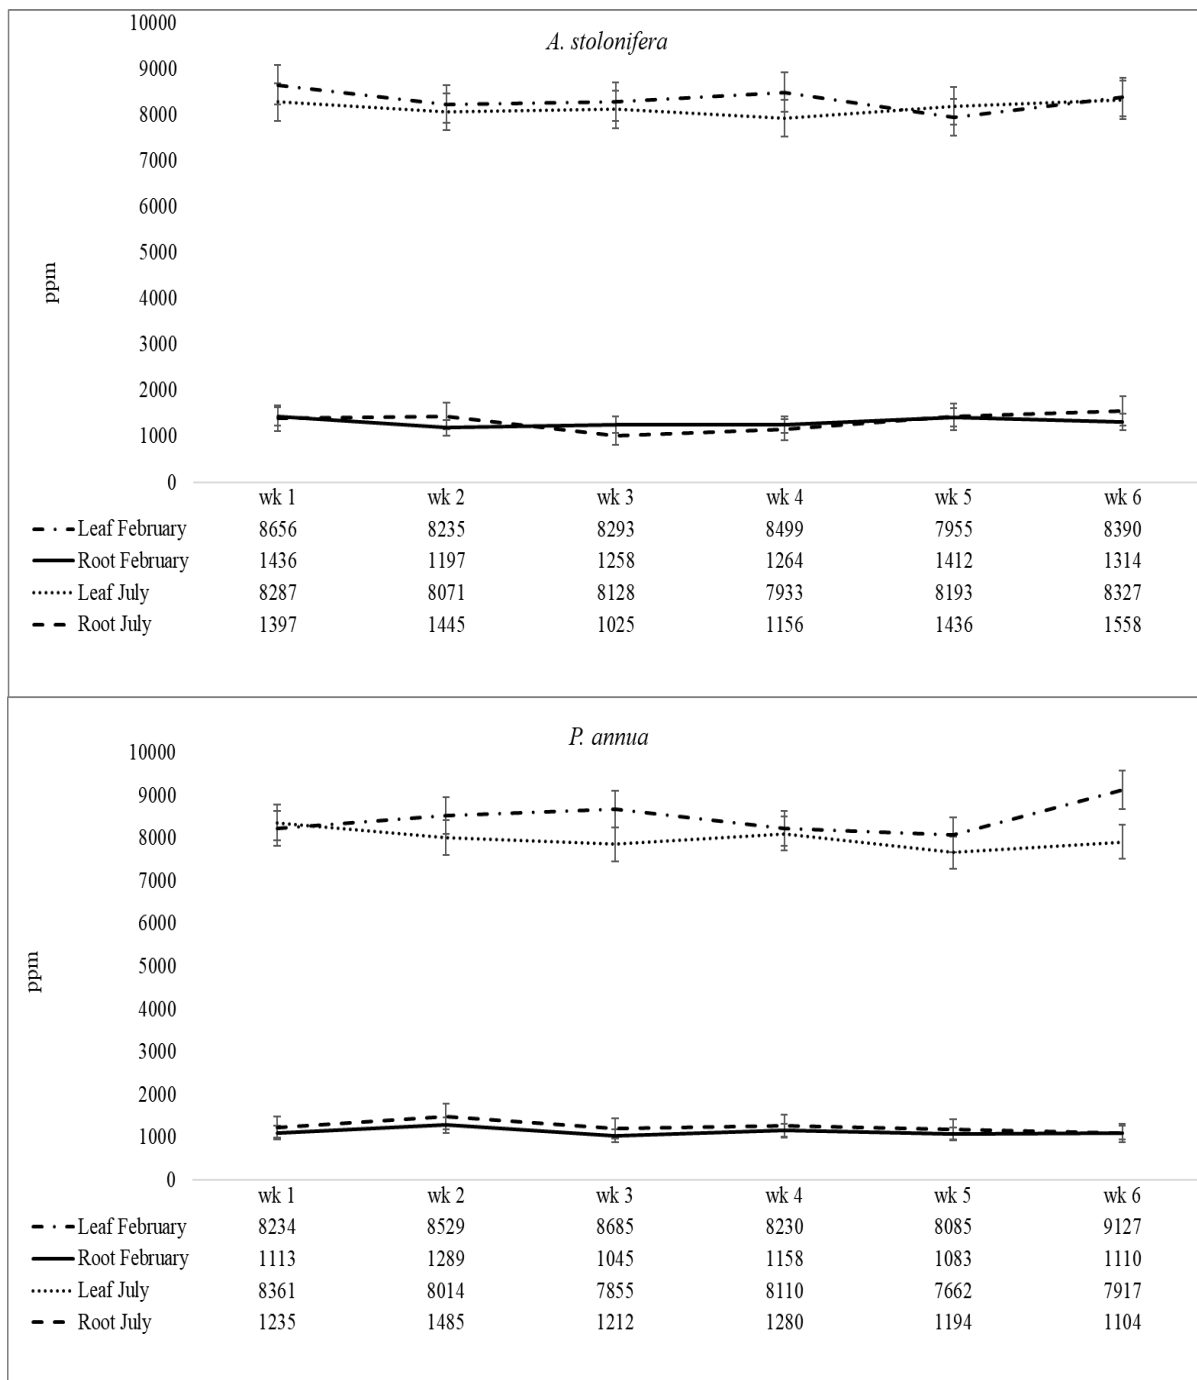 A. stolonifera
10000
9000
8000
7000
6000
5000
4000
3000
2000
1000
0
ppm
wk 1 wk 2 wk 3 wk 4 wk 5 wk 6
Leaf February 8656 8235 8293 8499 7955 8390
Root February 1436 1197 1258 1264 1412 1314
Leaf July 8287 8071 8128 7933 8193 8327
Root July 1397 1445 1025 1156 1436 1558
P. annua
10000
9000
8000
7000
6000
5000
4000
3000
2000
1000
0
ppm
wk 1 wk 2 wk 3 wk 4 wk 5 wk 6
Leaf February 8234 8529 8685 8230 8085 9127
Root February 1113 1289 1045 1158 1083 1110
Leaf July 8361 8014 7855 8110 7662 7917
Root July 1235 1485 1212 1280 1194 1104